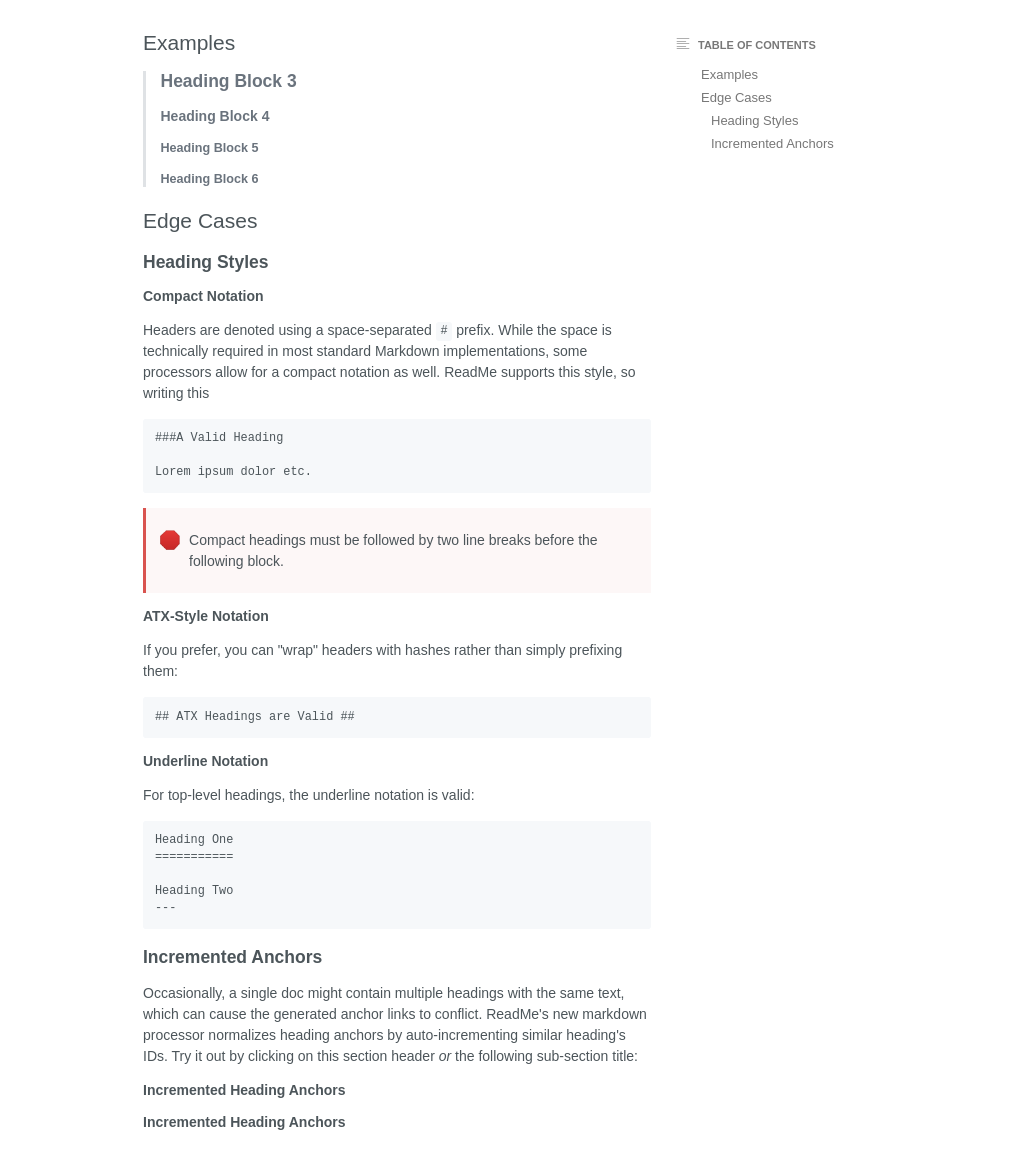 Examples
Heading Block 3
Heading Block 4
Heading Block 5
Heading Block 6
Edge Cases
Heading Styles
Compact Notation
Headers are denoted using a space-separated # prefix. While the space is
technically required in most standard Markdown implementations, some
processors allow for a compact notation as well. ReadMe supports this style, so
writing this
###A Valid Heading
Lorem ipsum dolor etc.
Compact headings must be followed by two line breaks before the
following block.
ATX-Style Notation
If you prefer, you can "wrap" headers with hashes rather than simply prefixing
them:
## ATX Headings are Valid ##
Underline Notation
For top-level headings, the underline notation is valid:
Heading One
===========
Heading Two
---
Incremented Anchors
Occasionally, a single doc might contain multiple headings with the same text,
which can cause the generated anchor links to conflict. ReadMe's new markdown
processor normalizes heading anchors by auto-incrementing similar heading's
IDs. Try it out by clicking on this section header or the following sub-section title:
Incremented Heading Anchors
Incremented Heading Anchors
TABLE OF CONTENTS
Examples
Edge Cases
Heading Styles
Incremented Anchors